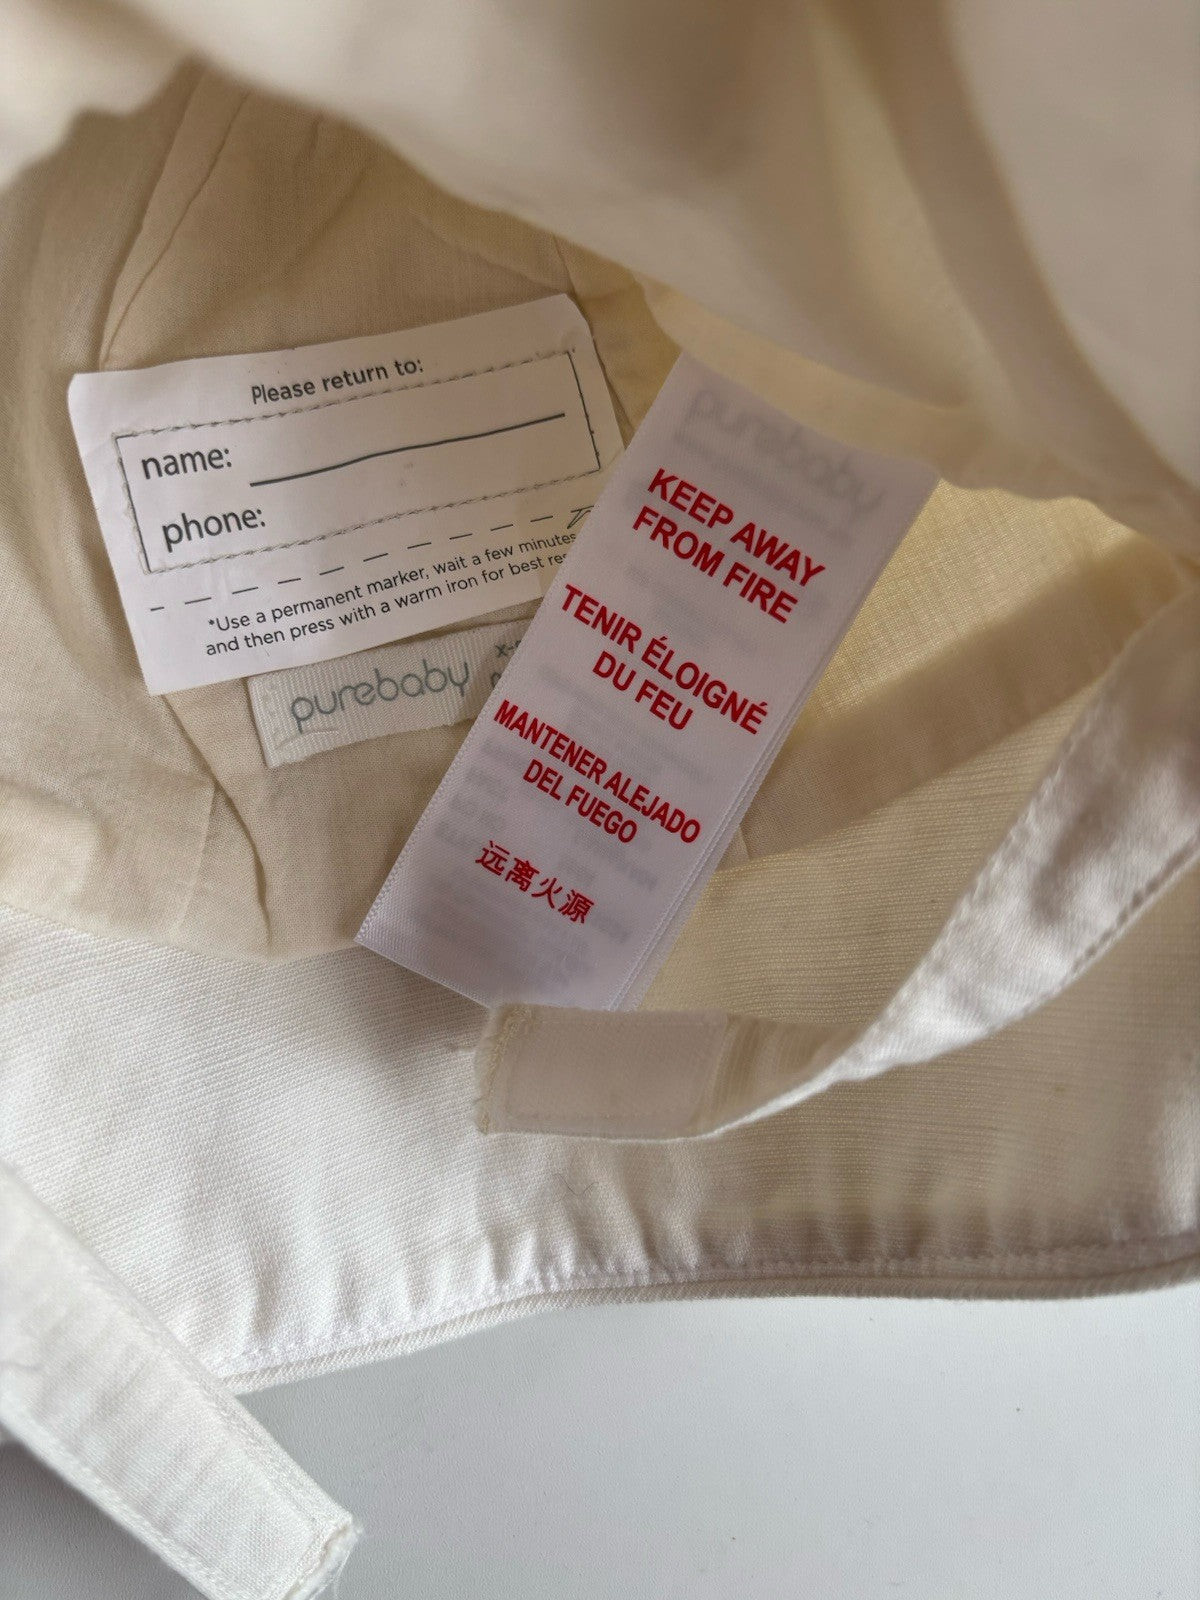 Please return to:
name:
phone:
*Use a permanent marker, wait a few minutes
and then press with a warm iron for best
purebaby
KEEP AWAY
FROM FIRE
TENIR ÉLOIGNÉ
DU FEU
MANTENER ALEJADO
DEL FUEGO
远离火源
purebaby